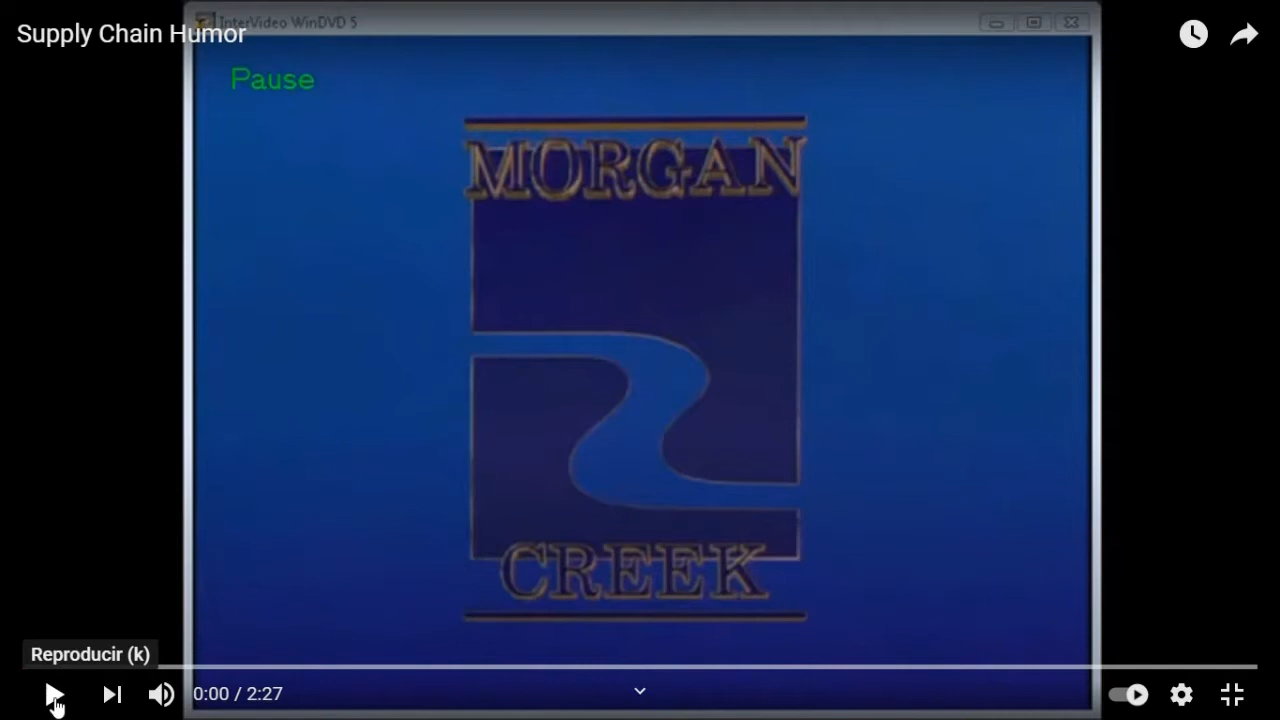 InterVideo WinDVD 5
Supply Chain Humor
Pause
MORGAN
CREEK
Reproducir (k)
0:00 / 2:27